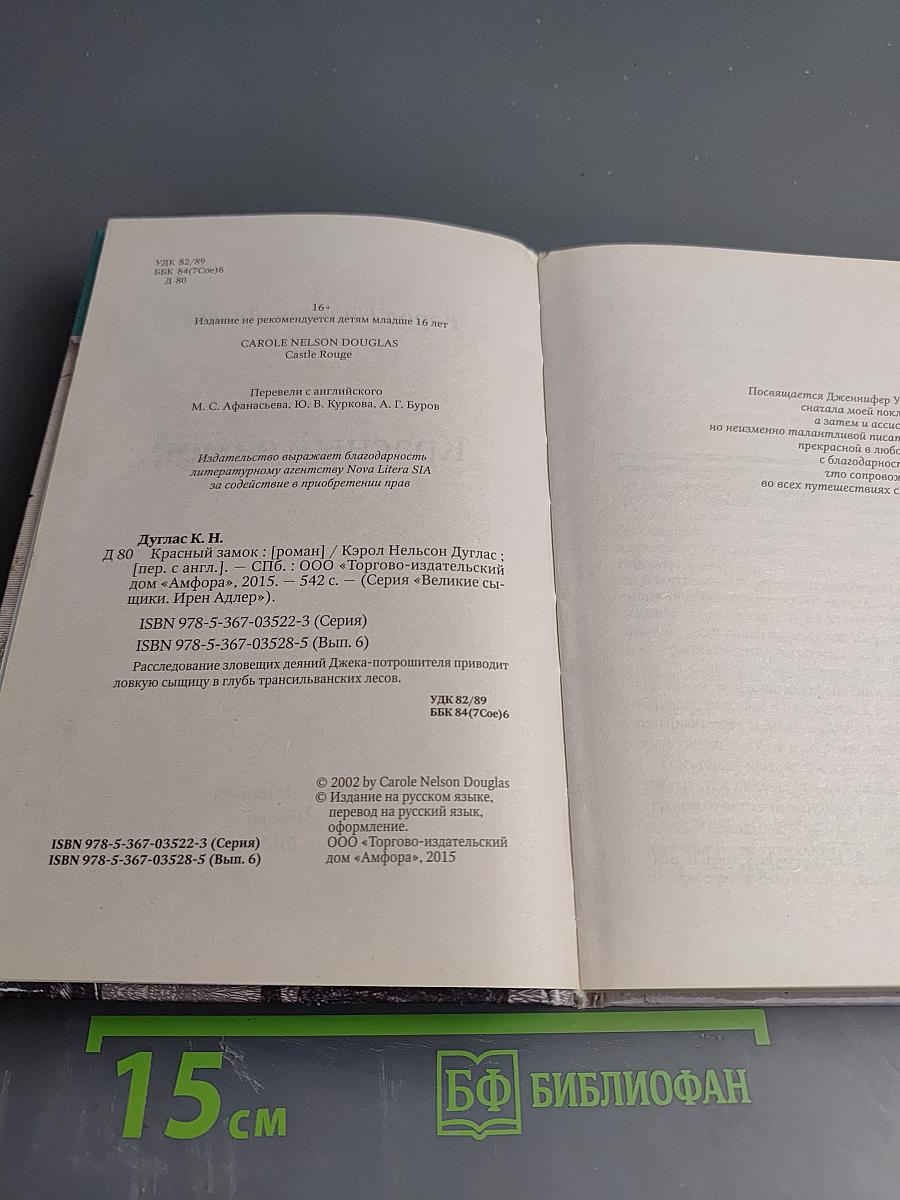 УДК 82/89
ББК 84(7Сое)6
Д 80
16+
Издание не рекомендуется детям младше 16 лет
CAROLE NELSON DOUGLAS
Castle Rouge
Перевели с английского
М. С. Афанасьева, Ю. В. Куркова, А. Г. Буров
Издательство выражает благодарность
литературному агентству Nova Litera SIA
за содействие в приобретении прав
Дуглас К. Н.
Д 80 Красный замок : [роман] / Кэрол Нельсон Дуглас ;
[пер. с англ.]. — СПб. : ООО «Торгово-издательский
дом «Амфора», 2015. — 542 с. — (Серия «Великие сы-
щики. Ирен Адлер»).
ISBN 978-5-367-03522-3 (Серия)
ISBN 978-5-367-03528-5 (Вып. 6)
Расследование зловещих деяний Джека-потрошителя приводит
ловкую сыщицу в глубь трансильванских лесов.
УДК 82/89
ББК 84(7Сое)6
© 2002 by Carole Nelson Douglas
© Издание на русском языке,
перевод на русский язык,
оформление.
ООО «Торгово-издательский
дом «Амфора», 2015
ISBN 978-5-367-03522-3 (Серия)
ISBN 978-5-367-03528-5 (Вып. 6)
Посвящается Дженнифер У
сначала моей покл
а затем и ассис
но неизменно талантливой писат
прекрасной в любо
с благодарност
что сопровож
во всех путешествиях с
15 см
БФ БИБЛИОФАН